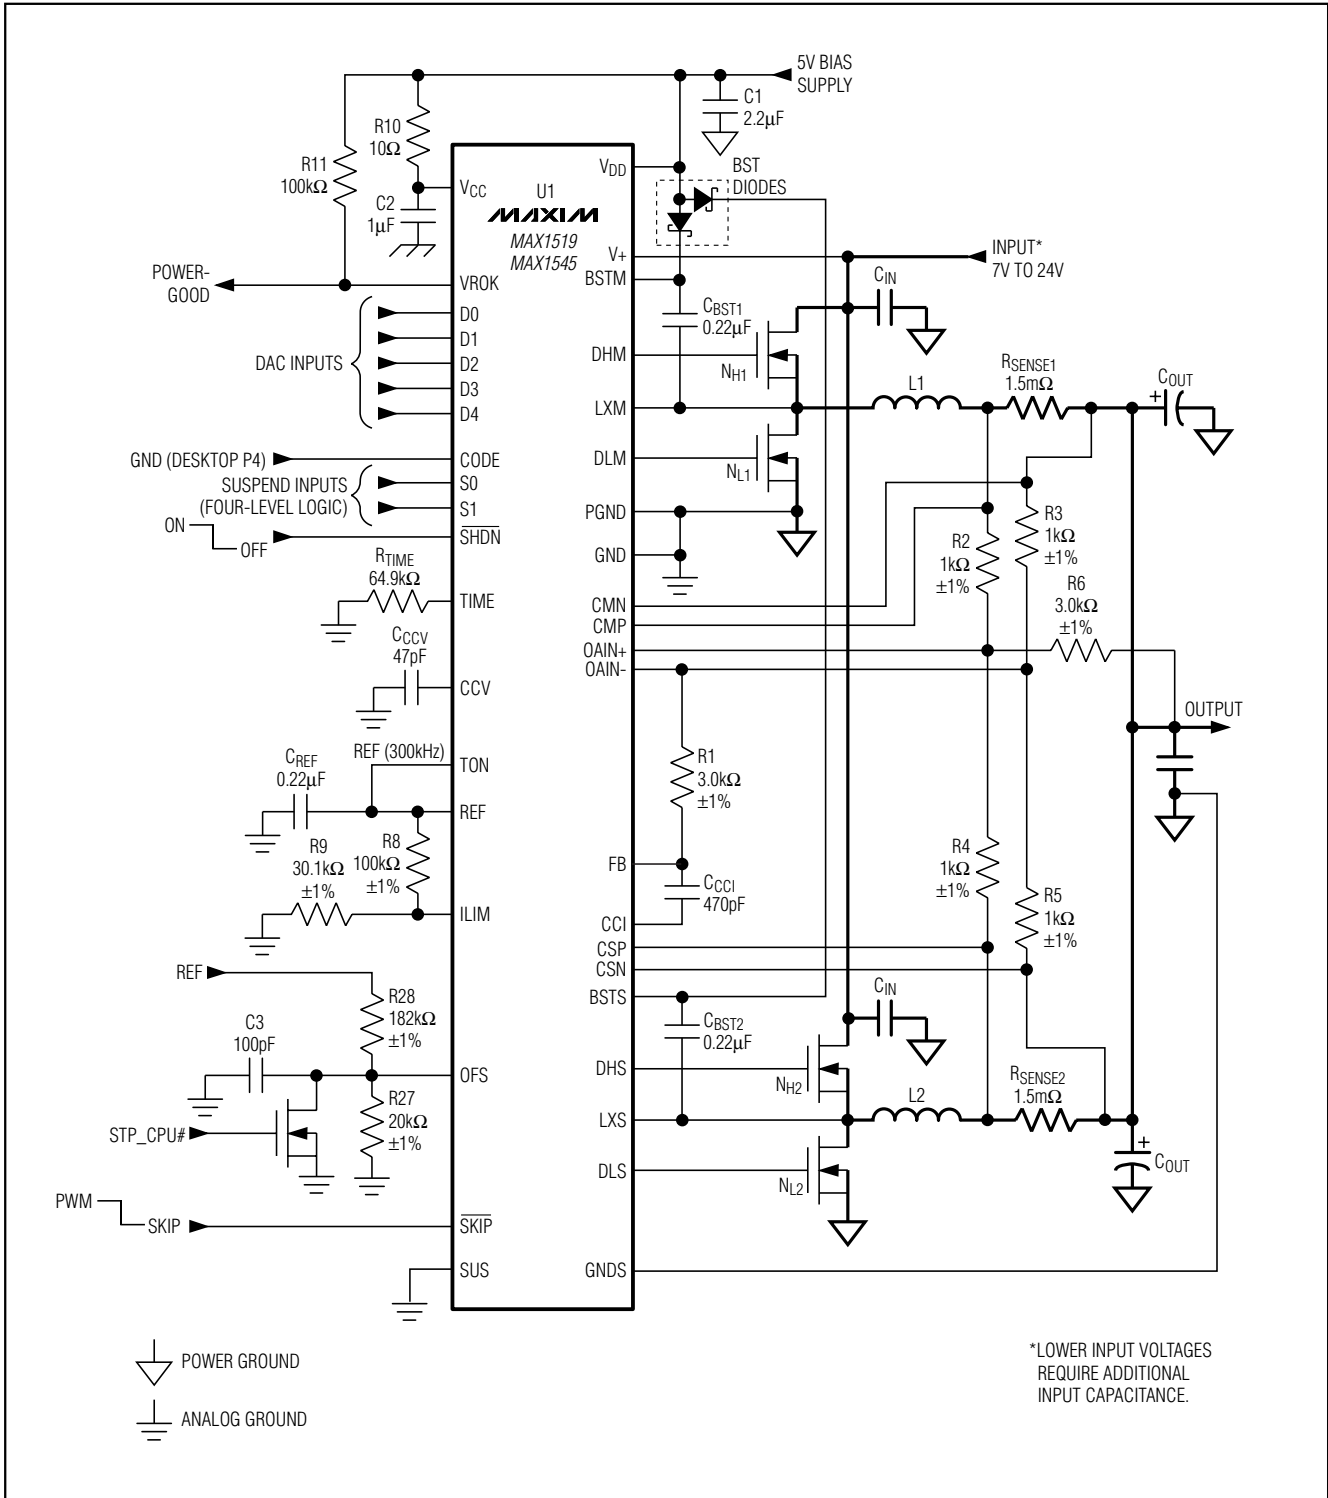 5V BIAS
SUPPLY
C1
2.2µF
R10
10Ω
R11
100kΩ
C2
1µF
VCC
U1
MAXIM
MAX1519
MAX1545
VDD
BST
DIODES
V+
INPUT*
7V TO 24V
BSTM
CIN
POWER-
GOOD
VROK
CBST1
0.22µF
DAC INPUTS
D0
D1
D2
D3
D4
DHM
NH1
LXM
L1
RSENSE1
1.5mΩ
+
COUT
DLM
NL1
GND (DESKTOP P4)
CODE
SUSPEND INPUTS
(FOUR-LEVEL LOGIC)
S0
S1
PGND
ON
OFF
SHDN
GND
R2
1kΩ
±1%
R3
1kΩ
±1%
R6
3.0kΩ
±1%
RTIME
64.9kΩ
TIME
CMN
CMP
OAIN+
OAIN-
CCCV
47pF
CCV
OUTPUT
REF (300kHz)
TON
CREF
0.22µF
REF
R1
3.0kΩ
±1%
R9
30.1kΩ
±1%
R8
100kΩ
±1%
ILIM
FB
CCCI
470pF
CCI
R4
1kΩ
±1%
R5
1kΩ
±1%
CSP
CSN
REF
BSTS
R28
182kΩ
±1%
C3
100pF
CBST2
0.22µF
CIN
OFS
DHS
NH2
R27
20kΩ
±1%
LXS
L2
RSENSE2
1.5mΩ
STP_CPU#
DLS
NL2
+
COUT
PWM
SKIP
SKIP
SUS
GNDS
POWER GROUND
ANALOG GROUND
*LOWER INPUT VOLTAGES
REQUIRE ADDITIONAL
INPUT CAPACITANCE.